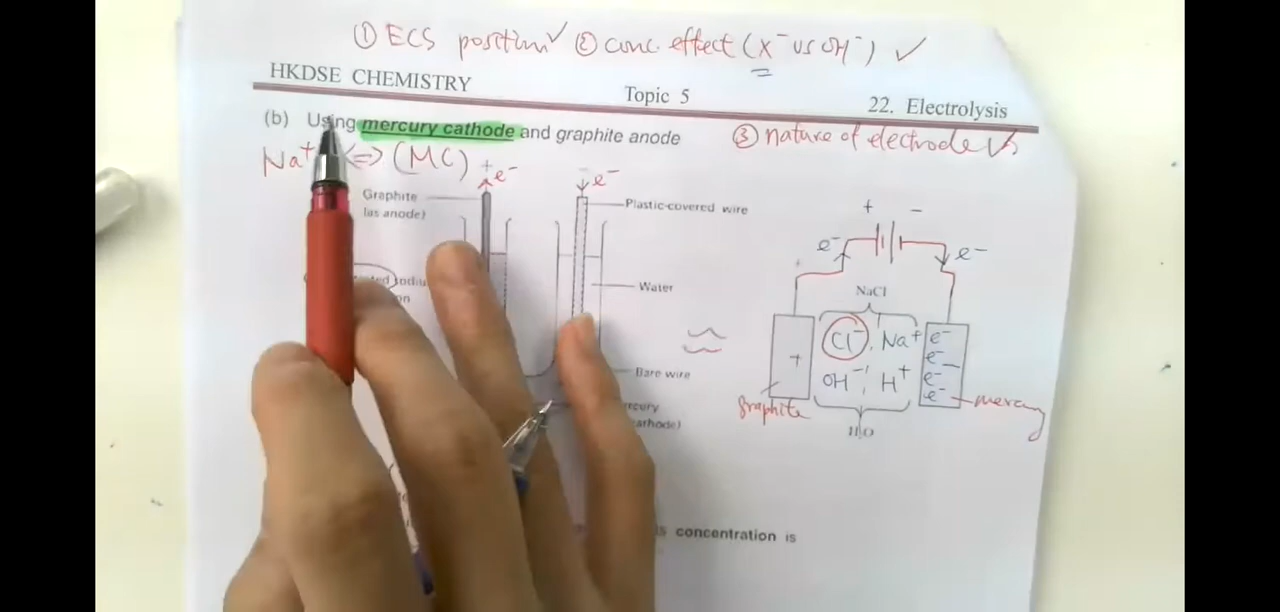 ① ECS position✓ ② conc. effect (X⁻ vs OH⁻) ✓
HKDSE CHEMISTRY
Topic 5
22. Electrolysis
(b) Using mercury cathode and graphite anode
③ nature of electrode
Na⁺ <=> (MC)
+ e⁻
e⁻
Graphite
(as anode)
Plastic-covered wire
Water
Bare wire
+ −
e⁻
e⁻
NaCl
Cl⁻, Na⁺
OH⁻, H⁺
H₂O
+
e⁻
e⁻
e⁻
e⁻
graphite
mercury
concentration is